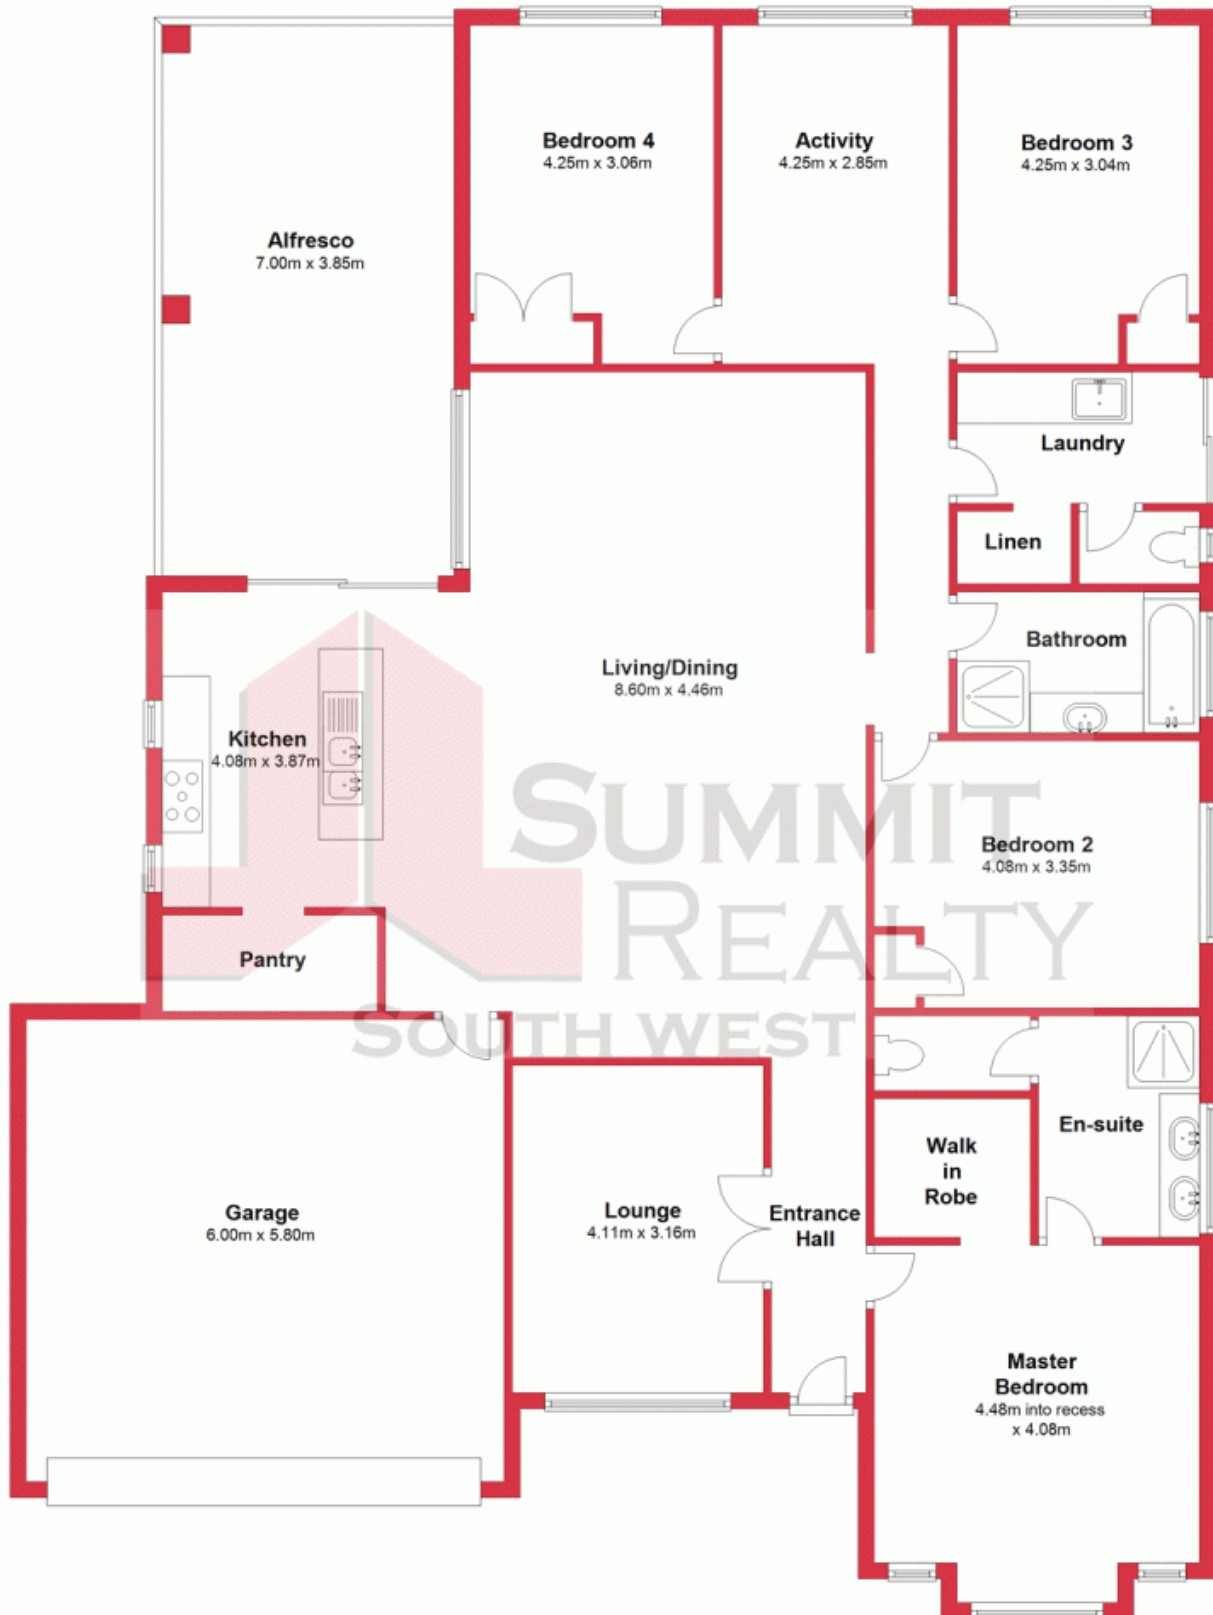 Bedroom 4
4.25m x 3.06m
Activity
4.25m x 2.85m
Bedroom 3
4.25m x 3.04m
Alfresco
7.00m x 3.85m
Laundry
Linen
Bathroom
Living/Dining
8.60m x 4.46m
Kitchen
4.08m x 3.87m
SUMMIT
REALTY
SOUTH WEST
Bedroom 2
4.08m x 3.35m
Pantry
En-suite
Walk
in
Robe
Garage
6.00m x 5.80m
Lounge
4.11m x 3.16m
Entrance
Hall
Master
Bedroom
4.48m into recess
x 4.08m